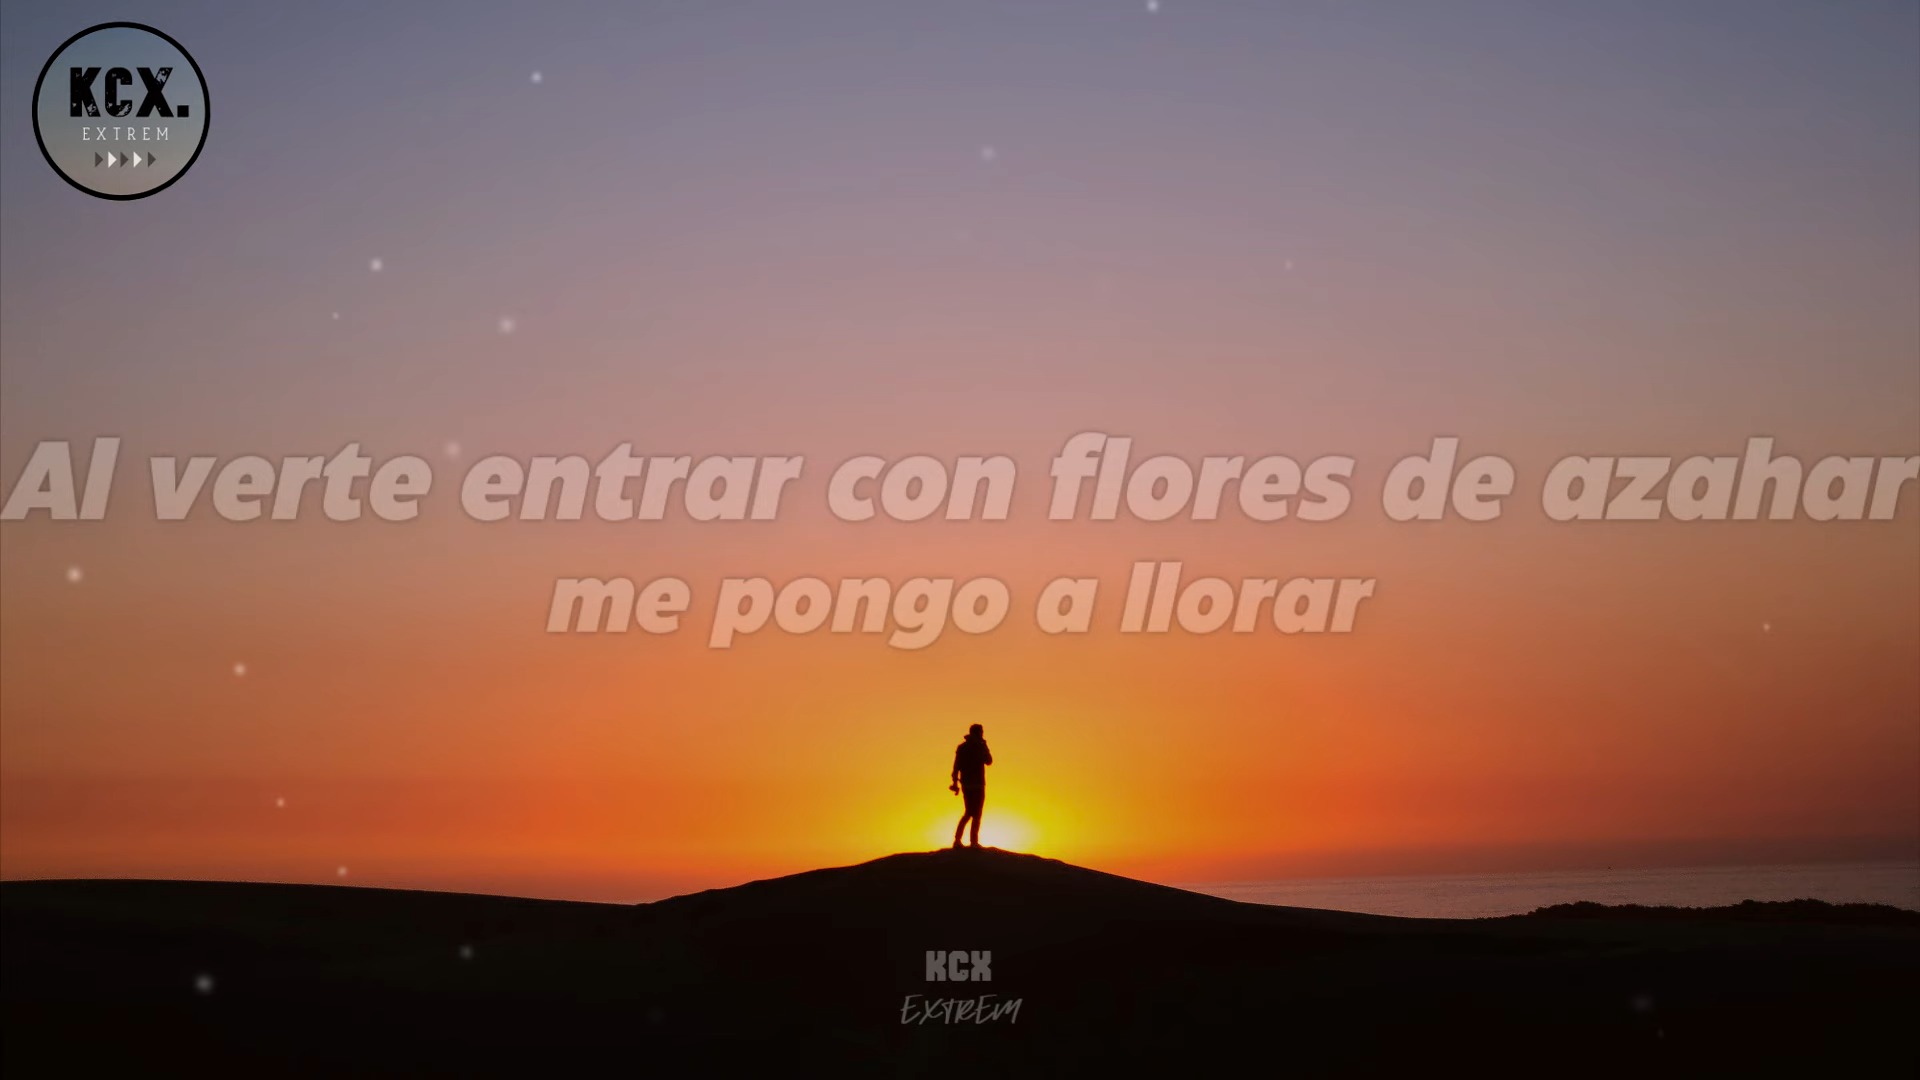 KCX.
EXTREM
Al verte entrar con flores de azahar
me pongo a llorar
KCX
EXTREM